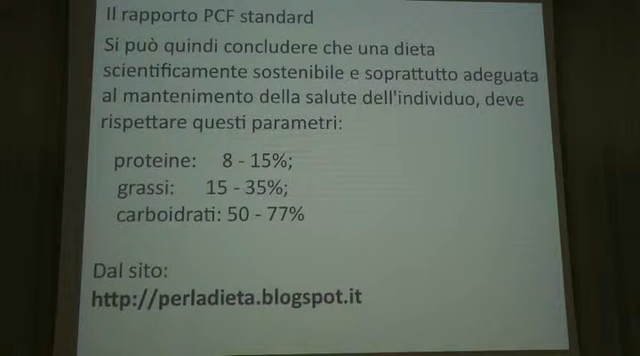 Il rapporto PCF standard
Si può quindi concludere che una dieta
scientificamente sostenibile e soprattutto adeguata
al mantenimento della salute dell'individuo, deve
rispettare questi parametri:
proteine: 8 - 15%;
grassi: 15 - 35%;
carboidrati: 50 - 77%
Dal sito:
http://perladieta.blogspot.it